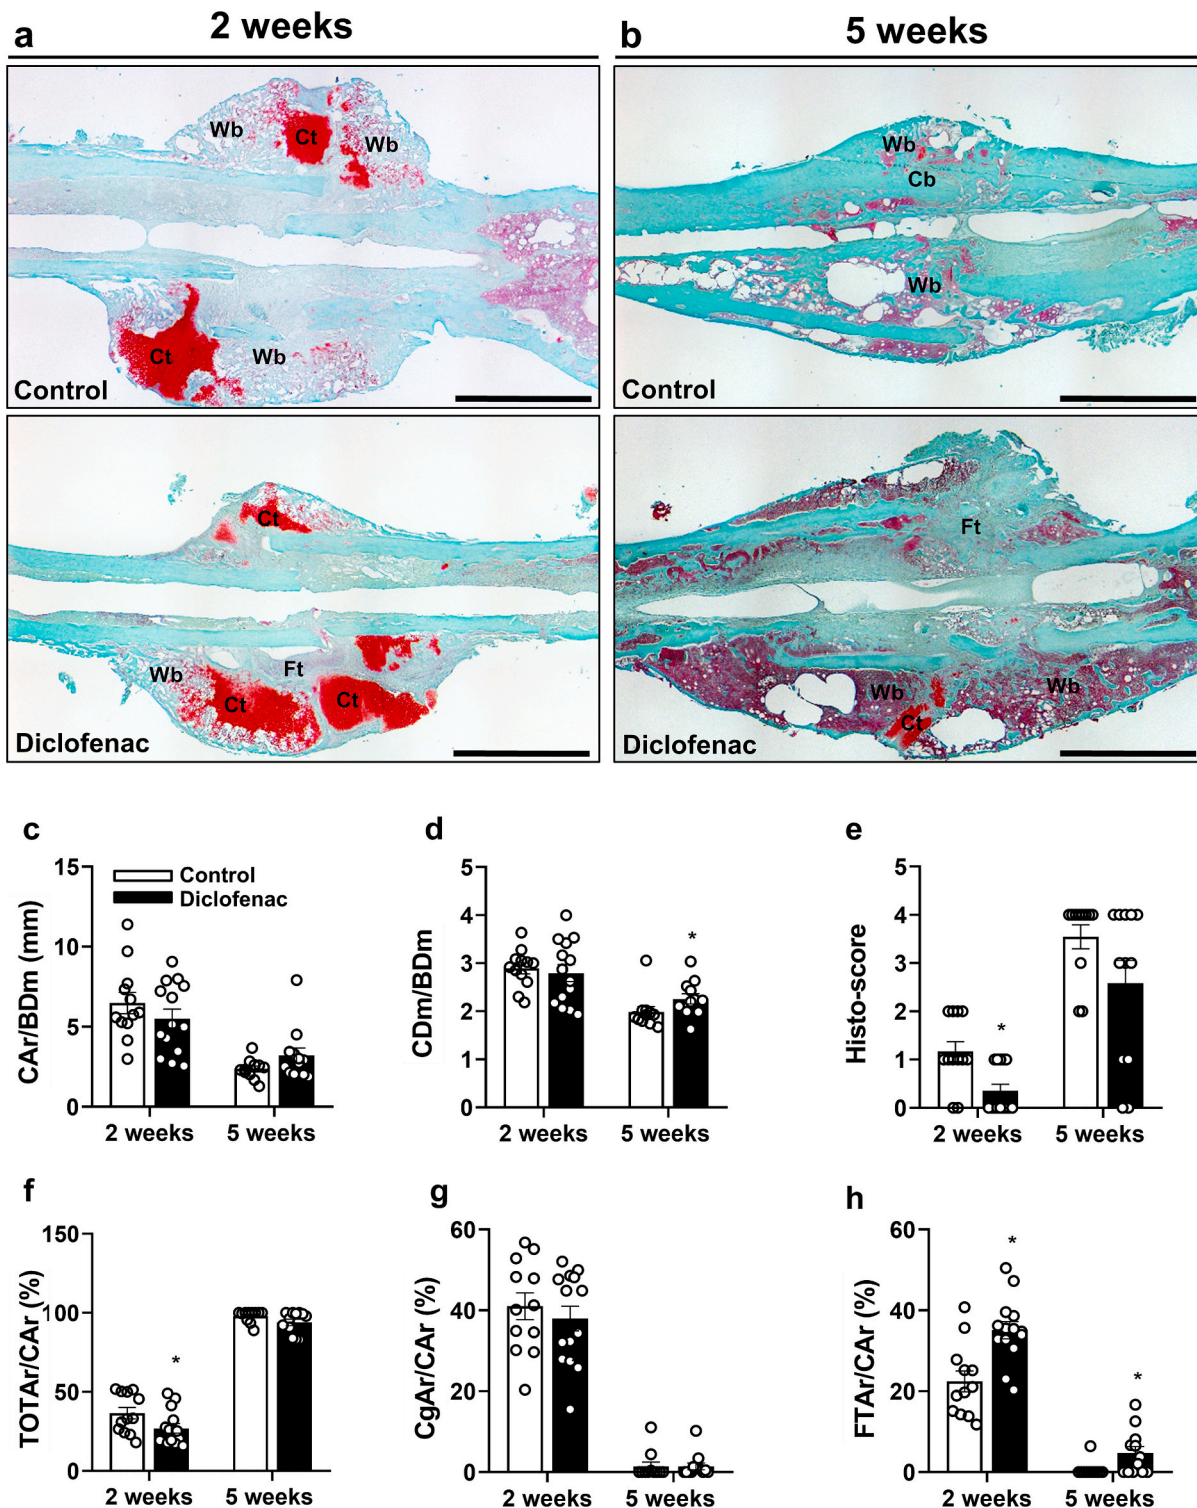 a
2 weeks
b
5 weeks
Wb
Ct
Wb
Ct
Wb
Control
Wb
Cb
Wb
Control
Ct
Wb
Ft
Ct
Ct
Diclofenac
Ft
Wb
Wb
Ct
Diclofenac
c
CAr/BDm (mm)
15
10
5
0
Control
Diclofenac
2 weeks
5 weeks
d
CDm/BDm
5
4
3
2
1
0
*
2 weeks
5 weeks
e
Histo-score
5
4
3
2
1
0
*
2 weeks
5 weeks
f
TOTAr/CAr (%)
150
100
50
0
*
2 weeks
5 weeks
g
CgAr/CAr (%)
60
40
20
0
2 weeks
5 weeks
h
FTAr/CAr (%)
60
40
20
0
*
*
2 weeks
5 weeks